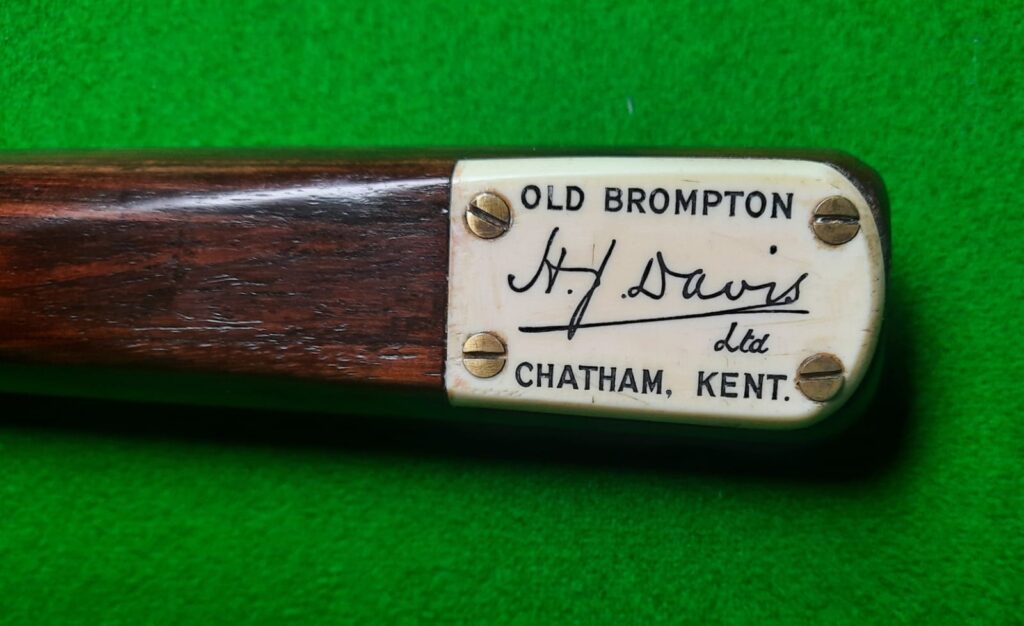 OLD BROMPTON
H.J. Davis
Ltd
CHATHAM, KENT.